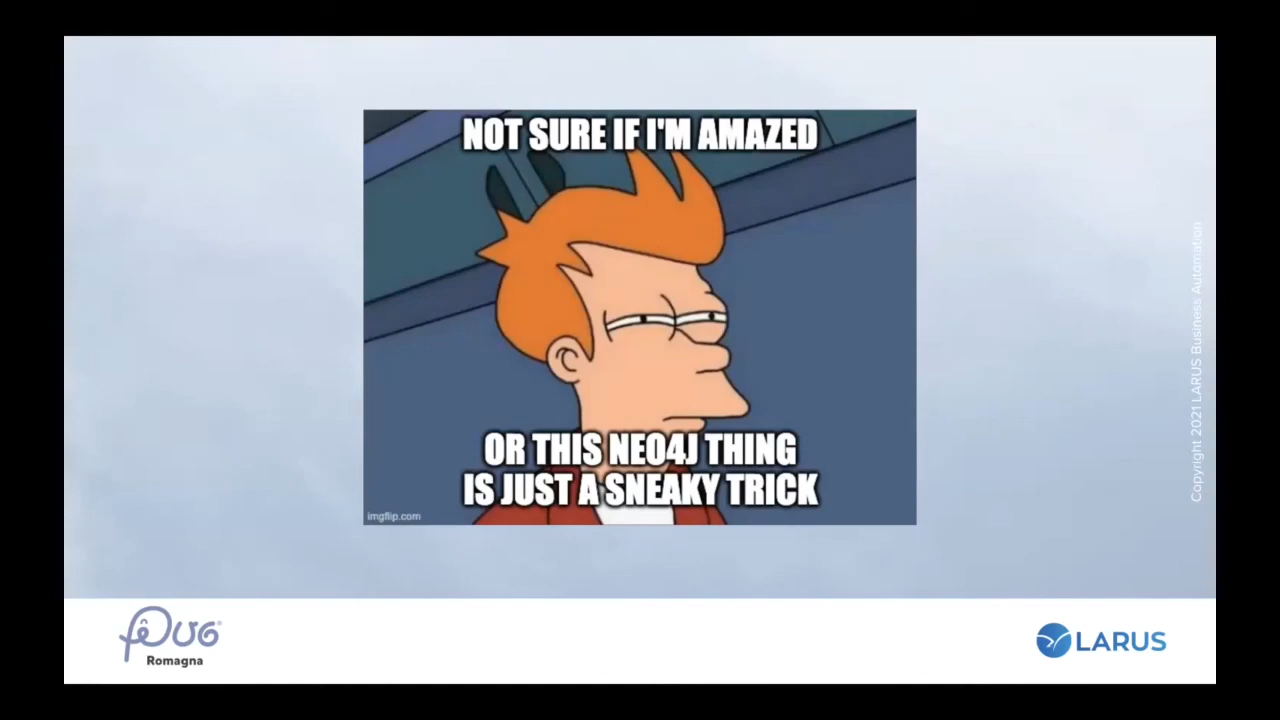 NOT SURE IF I'M AMAZED
OR THIS NEO4J THING
IS JUST A SNEAKY TRICK
imgflip.com
Copyright 2021 LARUS Business Automation
PUG
Romagna
LARUS